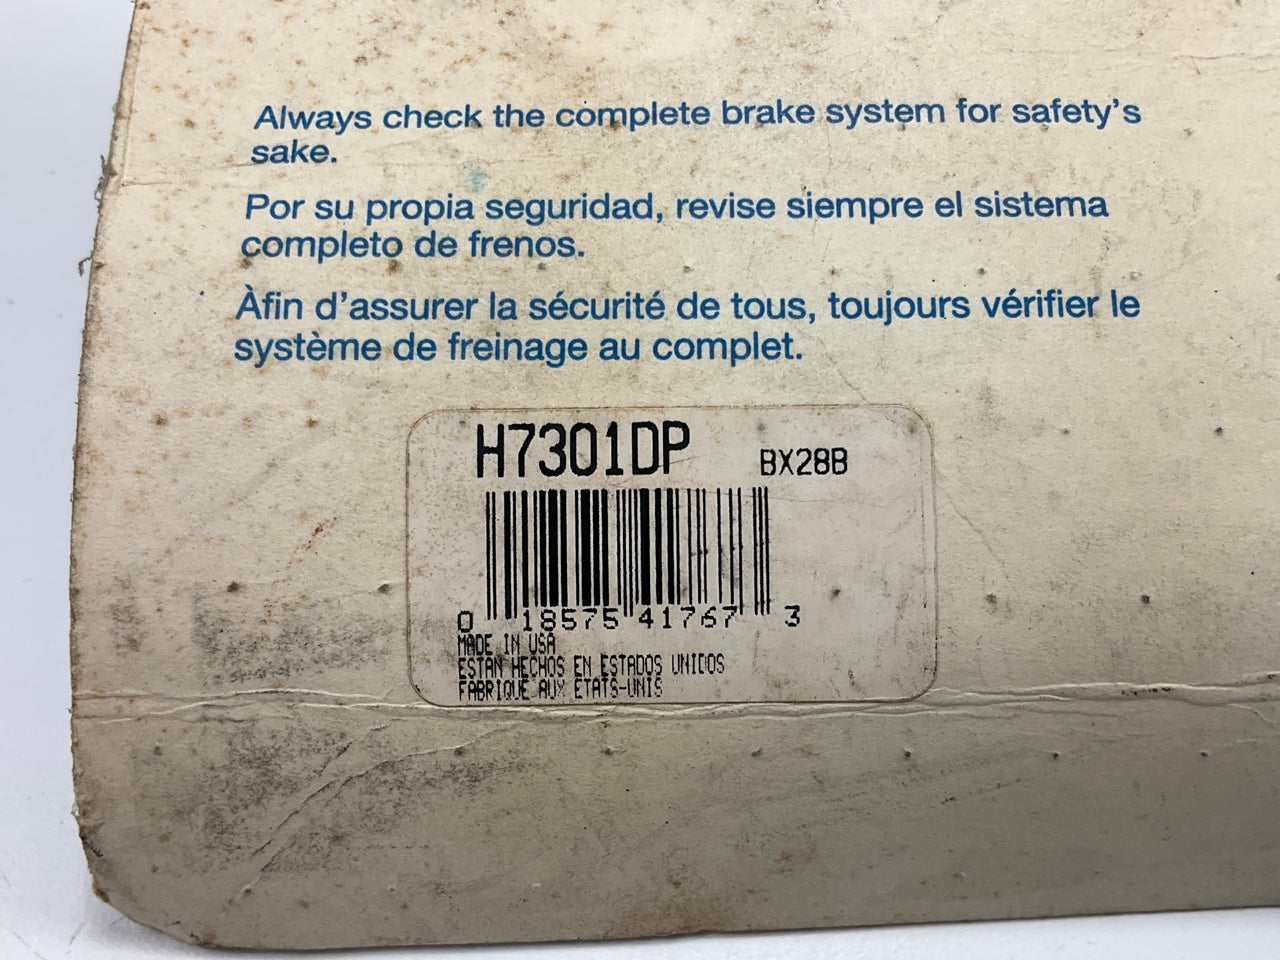 Always check the complete brake system for safety's
sake.
Por su propia seguridad, revise siempre el sistema
completo de frenos.
Àfin d'assurer la sécurité de tous, toujours vérifier le
système de freinage au complet.
H7301DP BX28B
0 18575 41767 3
MADE IN USA
ESTAN HECHOS EN ESTADOS UNIDOS
FABRIQUE AUX ETATS-UNIS